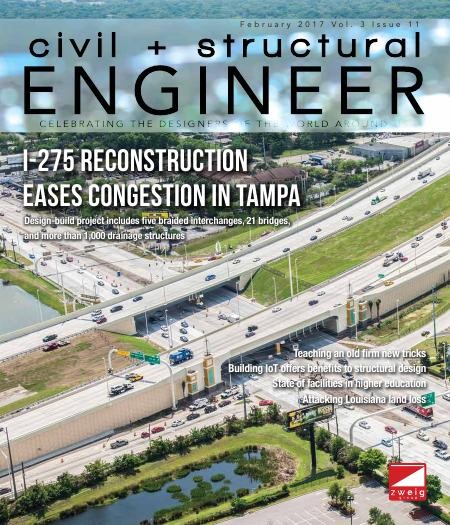 February 2017 Vol. 3 Issue 11
civil + structural
ENGINEER
CELEBRATING THE DESIGNERS OF THE WORLD AROUND
I-275 RECONSTRUCTION
EASES CONGESTION IN TAMPA
Design-build project includes five braided interchanges, 21 bridges,
and more than 1,000 drainage structures
Teaching an old firm new tricks
Building IoT offers benefits to structural design
State of facilities in higher education
Attacking Louisiana land loss
zweig
group